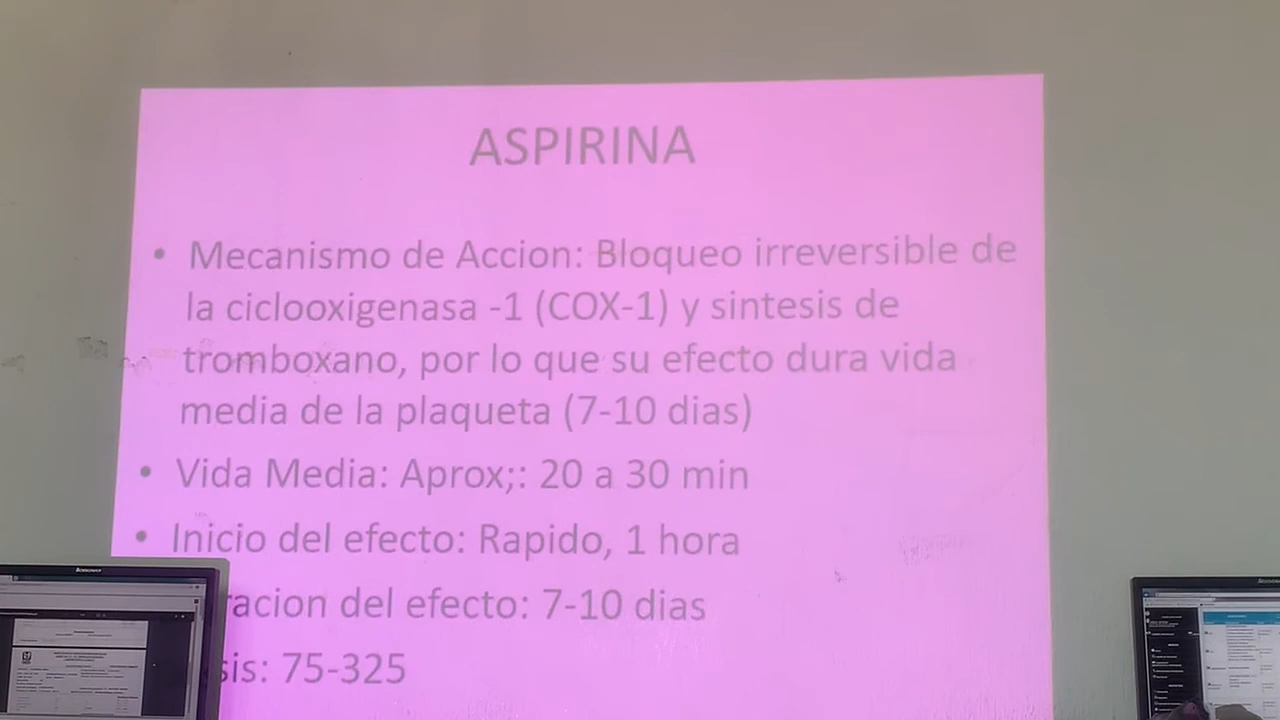 ASPIRINA
• Mecanismo de Accion: Bloqueo irreversible de
la ciclooxigenasa -1 (COX-1) y sintesis de
tromboxano, por lo que su efecto dura vida
media de la plaqueta (7-10 dias)
• Vida Media: Aprox;: 20 a 30 min
• Inicio del efecto: Rapido, 1 hora
racion del efecto: 7-10 dias
sis: 75-325